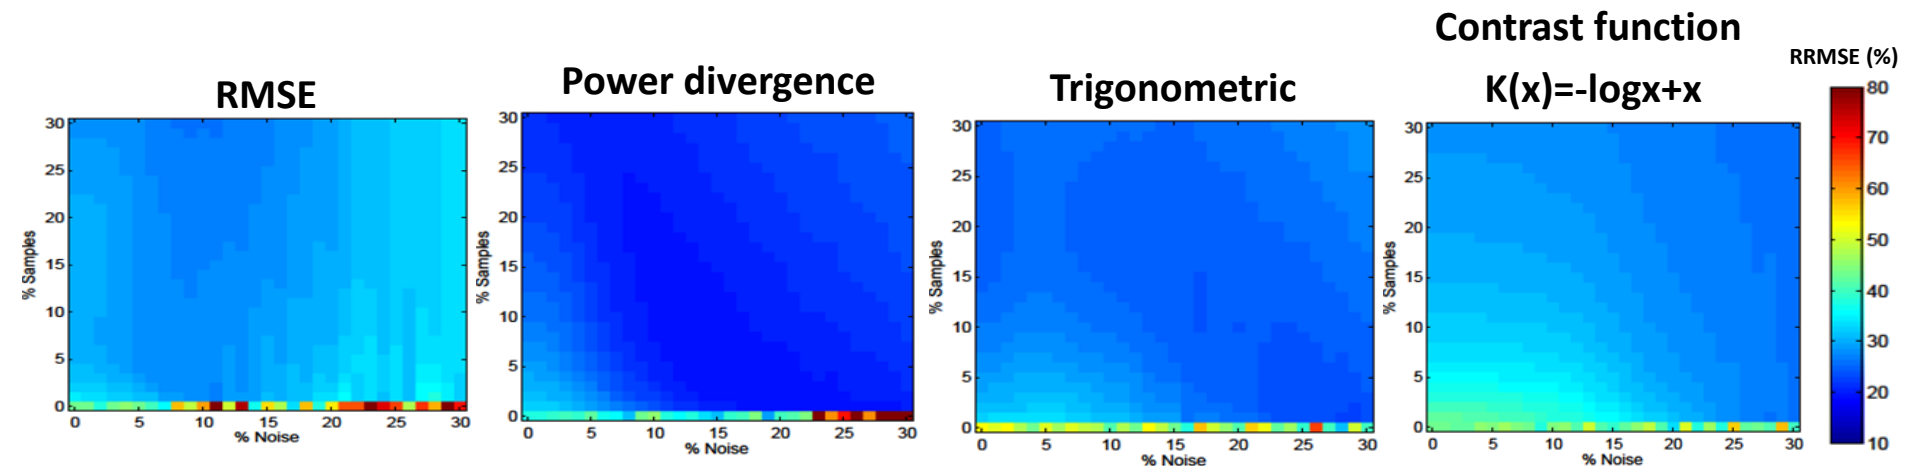 Contrast function
RMSE
Power divergence
Trigonometric
K(x)=-logx+x
RRMSE (%)
30
25
20
15
10
5
0
% Samples
0 5 10 15 20 25 30
% Noise
30
25
20
15
10
5
0
% Samples
0 5 10 15 20 25 30
% Noise
30
25
20
15
10
5
0
% Samples
0 5 10 15 20 25 30
% Noise
30
25
20
15
10
5
0
% Samples
0 5 10 15 20 25 30
% Noise
80
70
60
50
40
30
20
10